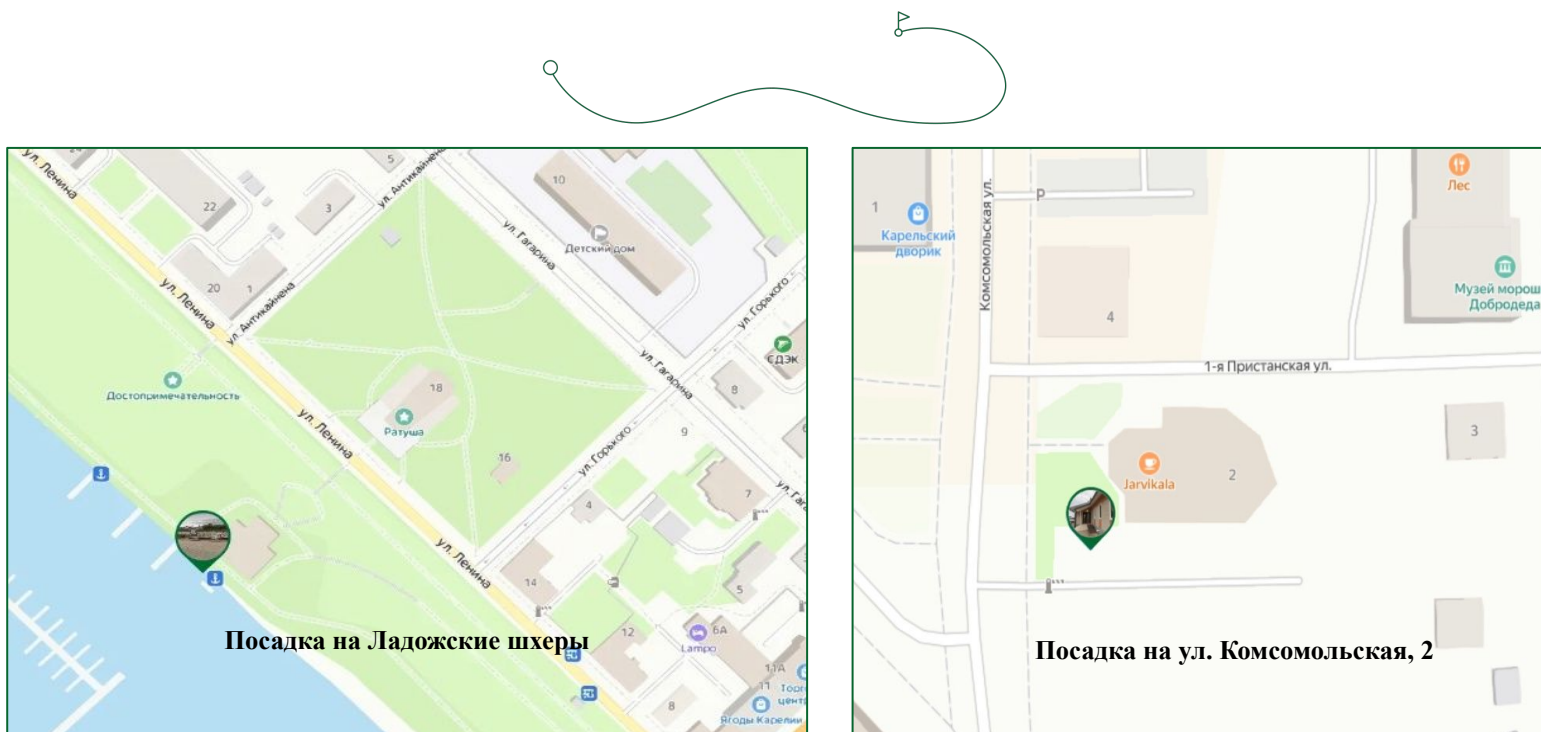 ул. Ленина
22
5
3
ул. Антикайнена
10
Детский дом
ул. Гагарина
ул. Горького
20
1
ул. Ленина
ул. Антикайнена
СДЭК
ул. Гагарина
8
Достопримечательность
18
Ратуша
ул. Ленина
9
ул. Горького
16
7
4
ул. Ленина
14
5
12
6А
Lampo
Посадка на Ладожские шхеры
11А
11
8
Ягоды Карелии
1
Карельский
дворик
Комсомольская ул.
P
4
Лес
Музей морош
Добродеда
1-я Пристанская ул.
3
Jarvikala
2
Посадка на ул. Комсомольская, 2